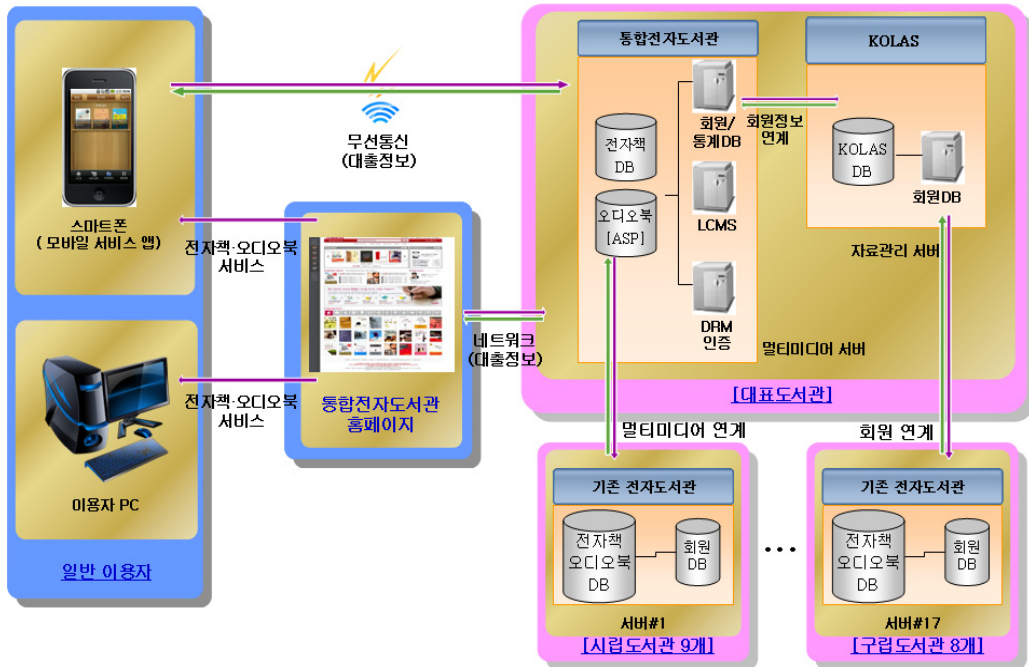 스마트폰
( 모바일 서비스 앱)
이용자 PC
일반 이용자
무선통신
(대출정보)
전자책·오디오북
서비스
전자책·오디오북
서비스
통합전자도서관
홈페이지
네트워크
(대출정보)
통합전자도서관
전자책
DB
오디오북
[ASP]
회원/
통계DB
LCMS
DRM
인증
멀티미디어 서버
회원정보
연계
KOLAS
KOLAS
DB
회원DB
자료관리 서버
[대표도서관]
멀티미디어 연계
회원 연계
기존 전자도서관
전자책
오디오북
DB
회원
DB
서버#1
[시립도서관 9개]
...
기존 전자도서관
전자책
오디오북
DB
회원
DB
서버#17
[구립도서관 8개]